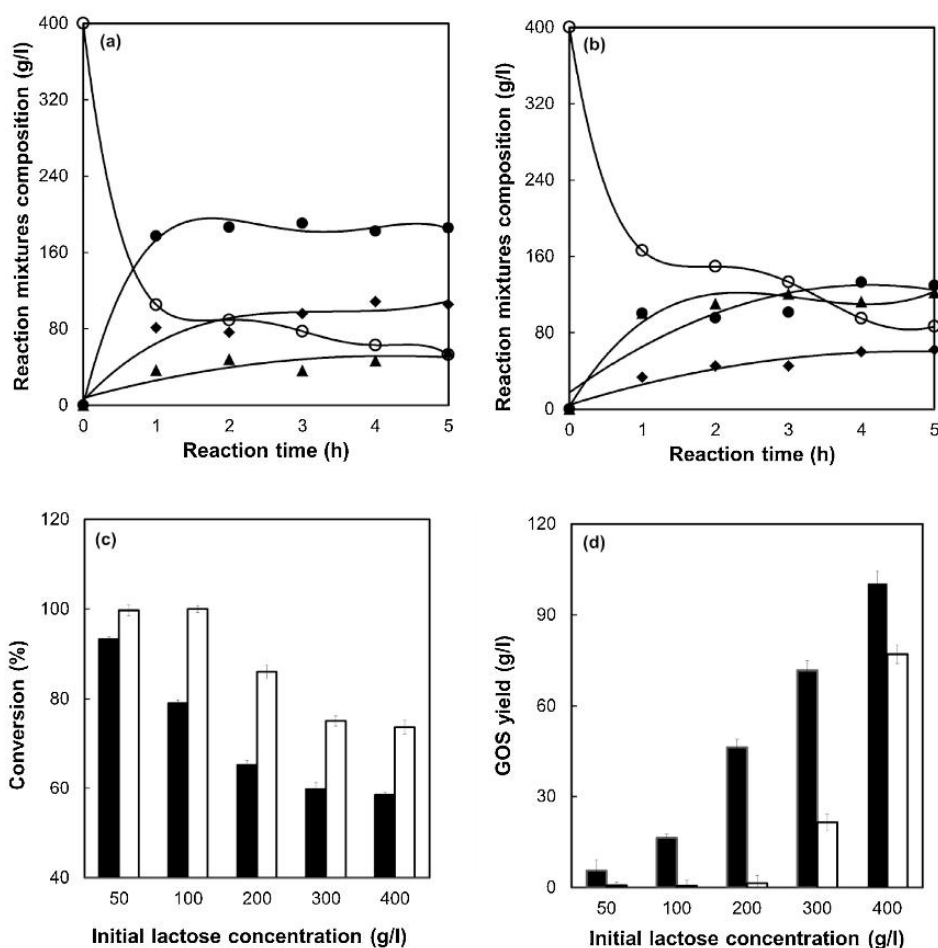 (a)
Reaction mixtures composition (g/l)
400
320
240
160
80
0
0 1 2 3 4 5
Reaction time (h)
(b)
Reaction mixtures composition (g/l)
400
320
240
160
80
0
0 1 2 3 4 5
Reaction time (h)
(c)
Conversion (%)
120
100
80
60
40
50 100 200 300 400
Initial lactose concentration (g/l)
(d)
GOS yield (g/l)
120
90
60
30
0
50 100 200 300 400
Initial lactose concentration (g/l)